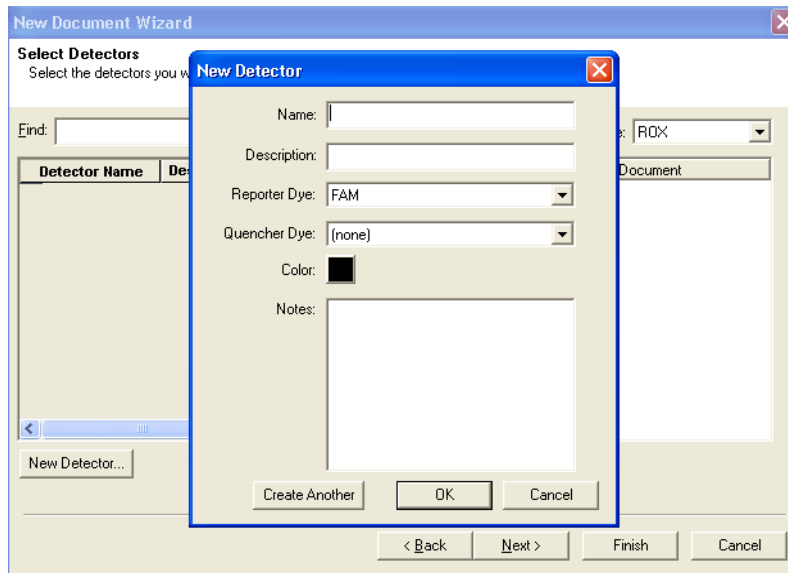 New Document Wizard
Select Detectors
Select the detectors you w
New Detector
Name:
Description:
Reporter Dye: FAM
Quencher Dye: (none)
Color:
Notes:
Create Another OK Cancel
Find:
e: ROX
Detector Name Des
Document
New Detector...
< Back Next > Finish Cancel